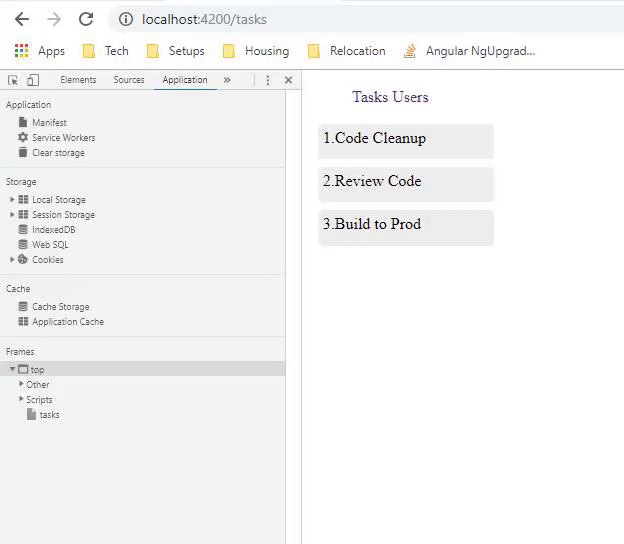 localhost:4200/tasks
Apps Tech Setups Housing Relocation Angular NgUpgrad...
Elements Sources Application »
Tasks Users
Application
Manifest
Service Workers
Clear storage
1.Code Cleanup
2.Review Code
3.Build to Prod
Storage
Local Storage
Session Storage
IndexedDB
Web SQL
Cookies
Cache
Cache Storage
Application Cache
Frames
top
Other
Scripts
tasks